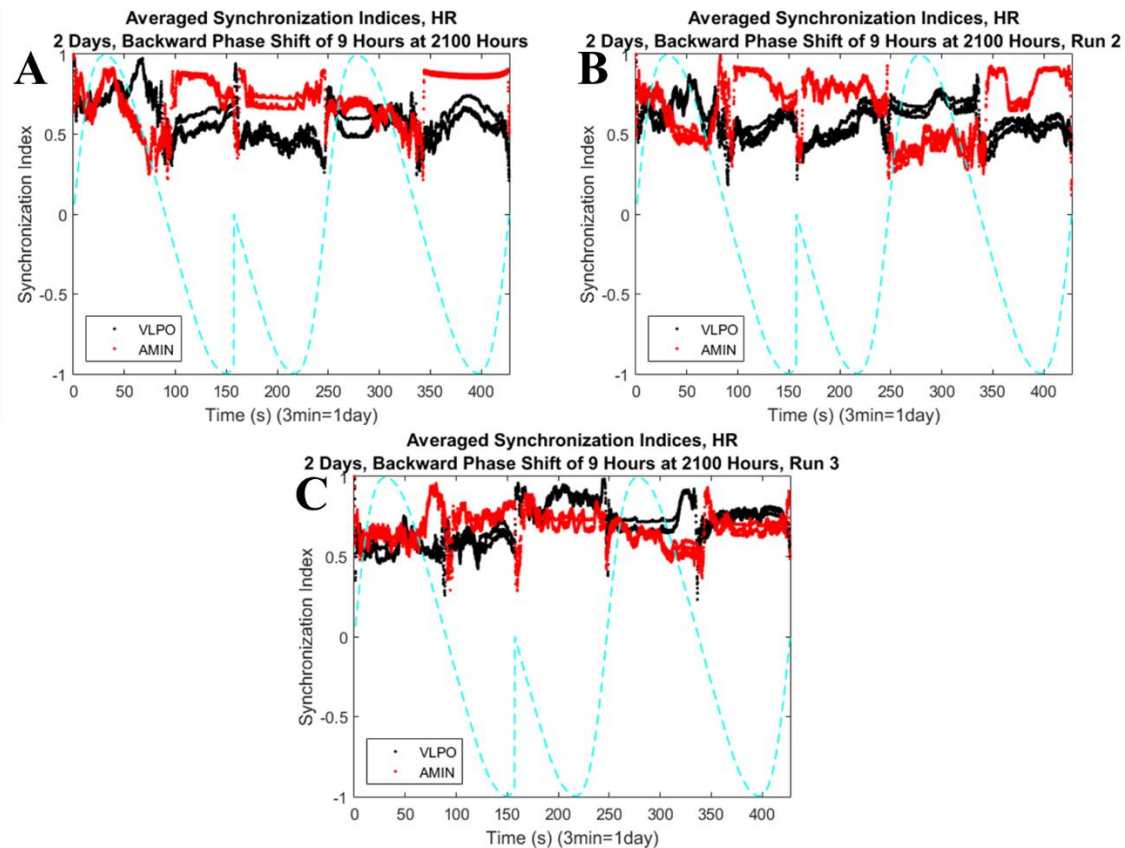 Averaged Synchronization Indices, HR
2 Days, Backward Phase Shift of 9 Hours at 2100 Hours
A
1
0.5
0
-0.5
-1
Synchronization Index
VLPO
AMIN
0 50 100 150 200 250 300 350 400
Time (s) (3min=1day)
Averaged Synchronization Indices, HR
2 Days, Backward Phase Shift of 9 Hours at 2100 Hours, Run 2
B
1
0.5
0
-0.5
-1
Synchronization Index
VLPO
AMIN
0 50 100 150 200 250 300 350 400
Time (s) (3min=1day)
Averaged Synchronization Indices, HR
2 Days, Backward Phase Shift of 9 Hours at 2100 Hours, Run 3
C
1
0.5
0
-0.5
-1
Synchronization Index
VLPO
AMIN
0 50 100 150 200 250 300 350 400
Time (s) (3min=1day)